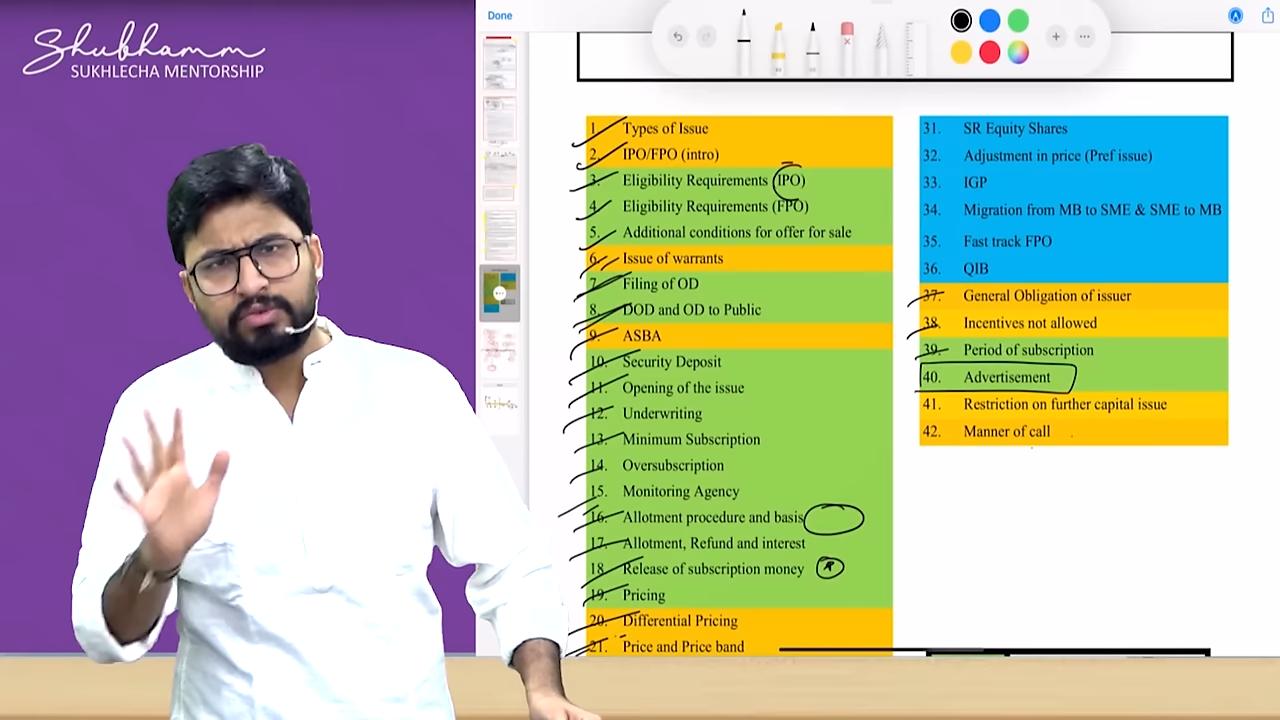 Shubhamm
SUKHLECHA MENTORSHIP
Done
1. Types of Issue
2. IPO/FPO (intro)
3. Eligibility Requirements (IPO)
4. Eligibility Requirements (FPO)
5. Additional conditions for offer for sale
6. Issue of warrants
7. Filing of OD
8. DOD and OD to Public
9. ASBA
10. Security Deposit
11. Opening of the issue
12. Underwriting
13. Minimum Subscription
14. Oversubscription
15. Monitoring Agency
16. Allotment procedure and basis
17. Allotment, Refund and interest
18. Release of subscription money
19. Pricing
20. Differential Pricing
21. Price and Price band
31. SR Equity Shares
32. Adjustment in price (Pref issue)
33. IGP
34. Migration from MB to SME & SME to MB
35. Fast track FPO
36. QIB
37. General Obligation of issuer
38. Incentives not allowed
39. Period of subscription
40. Advertisement
41. Restriction on further capital issue
42. Manner of call